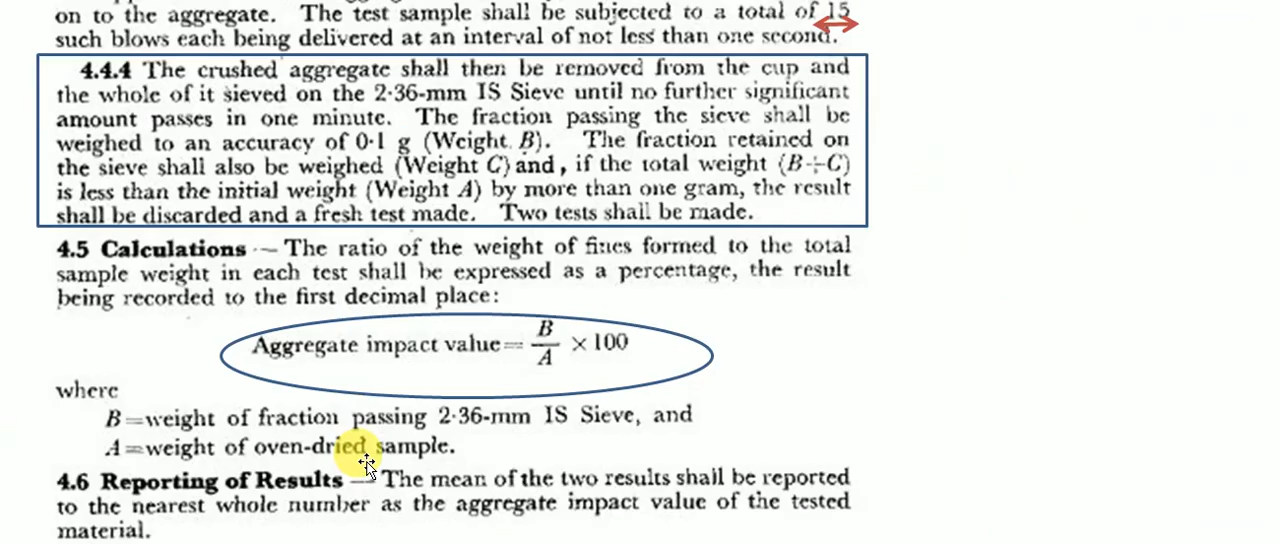 on to the aggregate. The test sample shall be subjected to a total of 15
such blows each being delivered at an interval of not less than one second.
4.4.4 The crushed aggregate shall then be removed from the cup and
the whole of it sieved on the 2·36-mm IS Sieve until no further significant
amount passes in one minute. The fraction passing the sieve shall be
weighed to an accuracy of 0·1 g (Weight B). The fraction retained on
the sieve shall also be weighed (Weight C) and, if the total weight (B+C)
is less than the initial weight (Weight A) by more than one gram, the result
shall be discarded and a fresh test made. Two tests shall be made.
4.5 Calculations — The ratio of the weight of fines formed to the total
sample weight in each test shall be expressed as a percentage, the result
being recorded to the first decimal place:
Aggregate impact value = B/A × 100
where
B=weight of fraction passing 2·36-mm IS Sieve, and
A=weight of oven-dried sample.
4.6 Reporting of Results — The mean of the two results shall be reported
to the nearest whole number as the aggregate impact value of the tested
material.